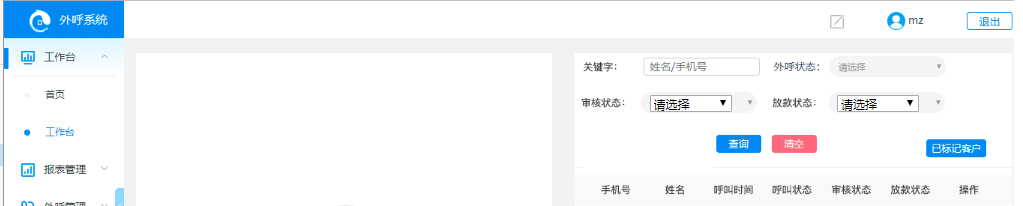 外呼系统
mz
退出
工作台
首页
工作台
报表管理
外呼管理
关键字：
姓名/手机号
外呼状态：
请选择
审核状态：
请选择
放款状态：
请选择
查询
清空
已标记客户
手机号 姓名 呼叫时间 呼叫状态 审核状态 放款状态 操作